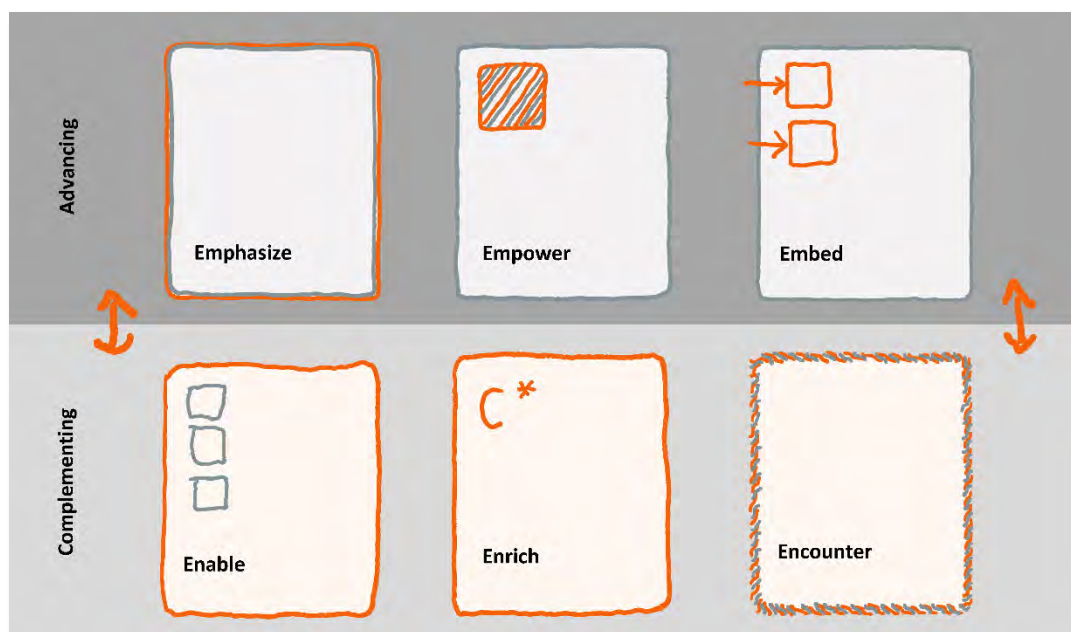 Advancing
Emphasize
Empower
Embed
Complementing
Enable
C*
Enrich
Encounter